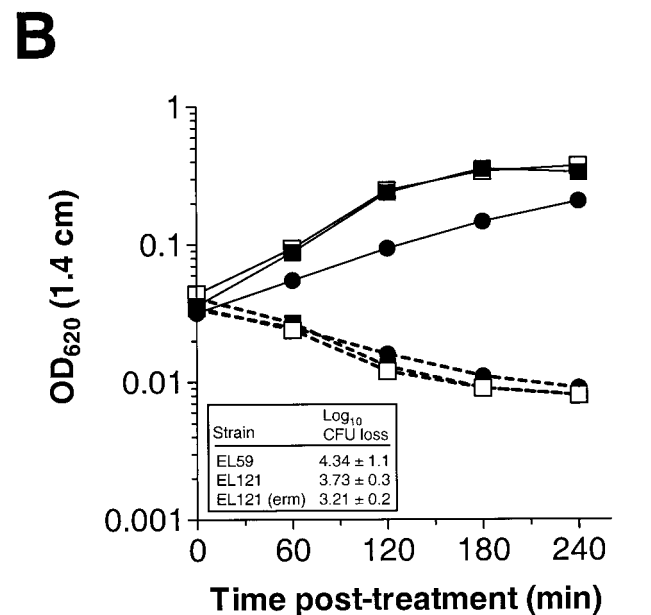 B
OD620 (1.4 cm)
1
0.1
0.01
0.001
Strain Log10 CFU loss
EL59 4.34 ± 1.1
EL121 3.73 ± 0.3
EL121 (erm) 3.21 ± 0.2
0 60 120 180 240
Time post-treatment (min)